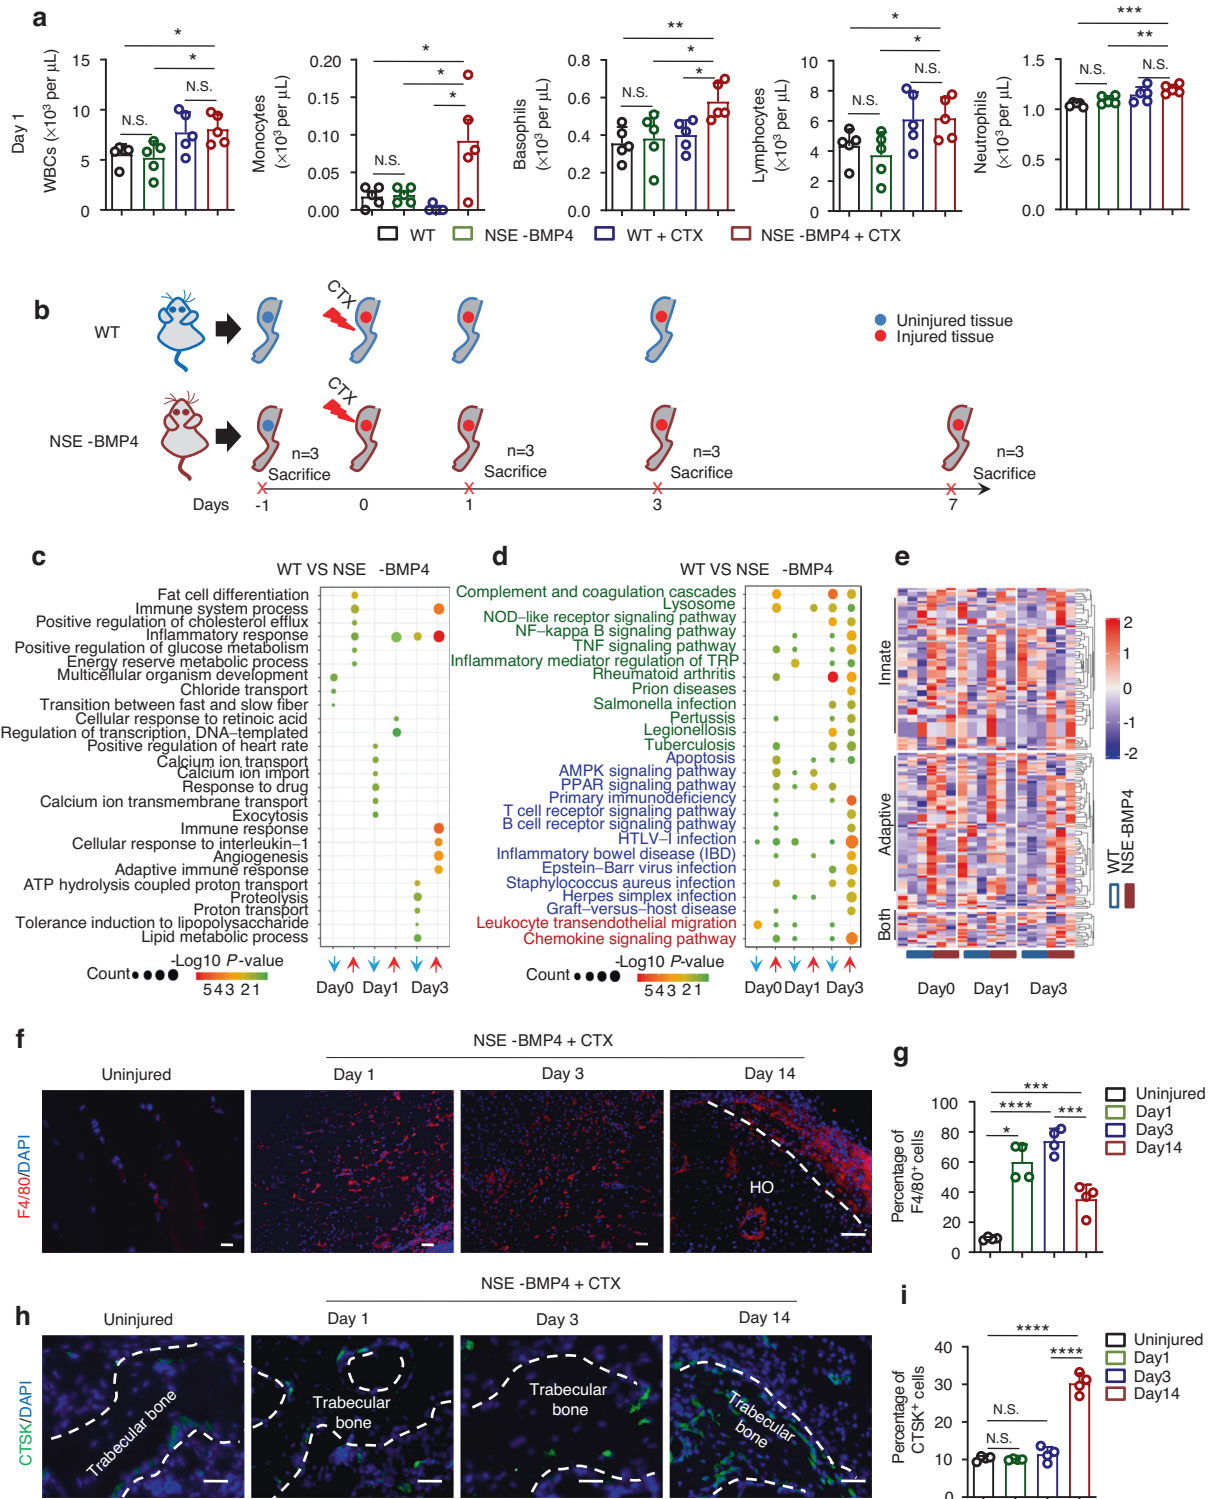 a
Day 1
WBCs (×10³ per µL)
15
10
5
0
*
*
N.S.
N.S.
Monocytes
(×10³ per µL)
0.20
0.15
0.10
0.05
0.00
*
*
*
N.S.
Basophils
(×10³ per µL)
0.8
0.6
0.4
0.2
0.0
**
*
*
N.S.
Lymphocytes
(×10³ per µL)
10
8
6
4
2
0
*
*
N.S.
N.S.
Neutrophils
(×10³ per µL)
1.5
1.0
0.5
0.0
***
**
N.S.
N.S.
WT NSE -BMP4 WT + CTX NSE -BMP4 + CTX
b
WT
CTX
Uninjured tissue
Injured tissue
NSE -BMP4
CTX
n=3
Sacrifice
n=3
Sacrifice
n=3
Sacrifice
n=3
Sacrifice
X X X X
Days -1 0 1 3 7
c
WT VS NSE -BMP4
Fat cell differentiation
Immune system process
Positive regulation of cholesterol efflux
Inflammatory response
Positive regulation of glucose metabolism
Energy reserve metabolic process
Multicellular organism development
Chloride transport
Transition between fast and slow fiber
Cellular response to retinoic acid
Regulation of transcription, DNA−templated
Positive regulation of heart rate
Calcium ion transport
Calcium ion import
Response to drug
Calcium ion transmembrane transport
Exocytosis
Immune response
Cellular response to interleukin−1
Angiogenesis
Adaptive immune response
ATP hydrolysis coupled proton transport
Proteolysis
Proton transport
Tolerance induction to lipopolysaccharide
Lipid metabolic process
Count
-Log10 P-value
5 4 3 2 1
Day0 Day1 Day3
d
WT VS NSE -BMP4
Complement and coagulation cascades
Lysosome
NOD−like receptor signaling pathway
NF−kappa B signaling pathway
TNF signaling pathway
Inflammatory mediator regulation of TRP
Rheumatoid arthritis
Prion diseases
Salmonella infection
Pertussis
Legionellosis
Tuberculosis
Apoptosis
AMPK signaling pathway
PPAR signaling pathway
Primary immunodeficiency
T cell receptor signaling pathway
B cell receptor signaling pathway
HTLV−I infection
Inflammatory bowel disease (IBD)
Epstein−Barr virus infection
Staphylococcus aureus infection
Herpes simplex infection
Graft−versus−host disease
Leukocyte transendothelial migration
Chemokine signaling pathway
Count
-Log10 P-value
5 4 3 2 1
Day0 Day1 Day3
e
Innate
Adaptive
Both
2
1
0
-1
-2
WT
NSE-BMP4
Day0 Day1 Day3
f
NSE -BMP4 + CTX
Uninjured Day 1 Day 3 Day 14
F4/80/DAPI
HO
g
Percentage of
F4/80⁺ cells
100
80
60
40
20
0
***
**** ***
*
Uninjured
Day1
Day3
Day14
h
NSE -BMP4 + CTX
Uninjured Day 1 Day 3 Day 14
CTSK/DAPI
Trabecular bone
Trabecular
bone
Trabecular
bone
Trabecular
bone
i
Percentage of
CTSK⁺ cells
40
30
20
10
0
****
****
N.S.
N.S.
Uninjured
Day1
Day3
Day14